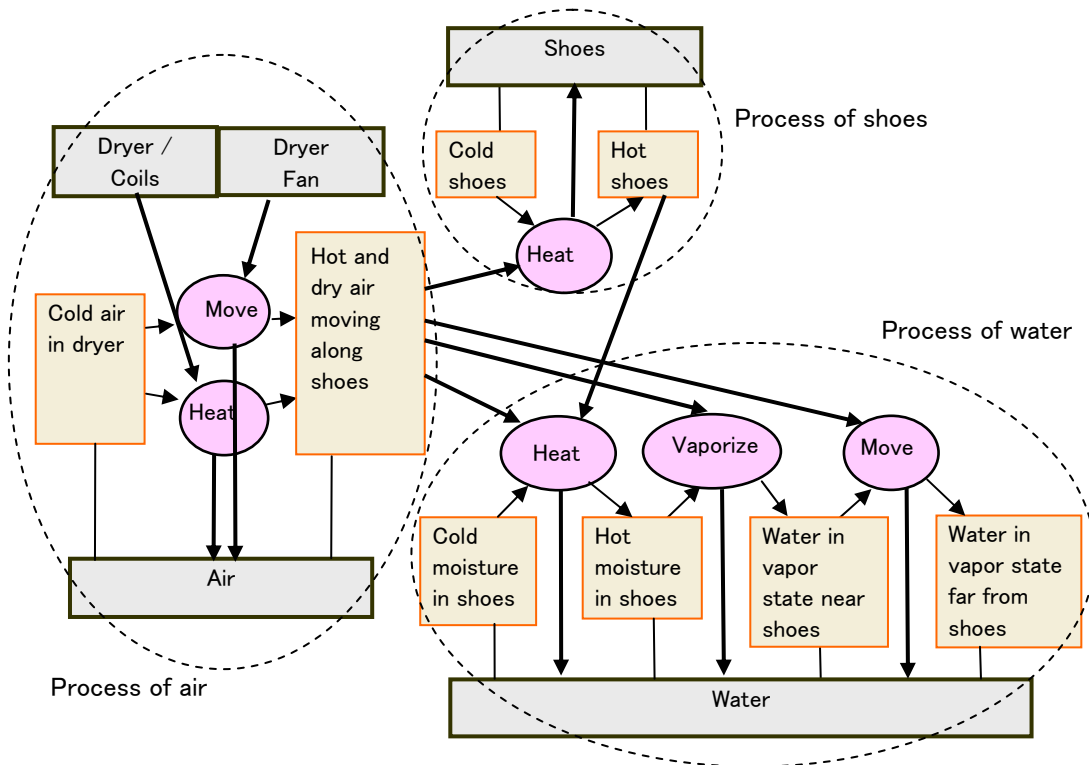 Shoes
Process of shoes
Cold
shoes
Hot
shoes
Heat
Dryer /
Coils
Dryer
Fan
Cold air
in dryer
Move
Heat
Hot and
dry air
moving
along
shoes
Air
Process of air
Process of water
Heat
Vaporize
Move
Cold
moisture
in shoes
Hot
moisture
in shoes
Water in
vapor
state near
shoes
Water in
vapor state
far from
shoes
Water